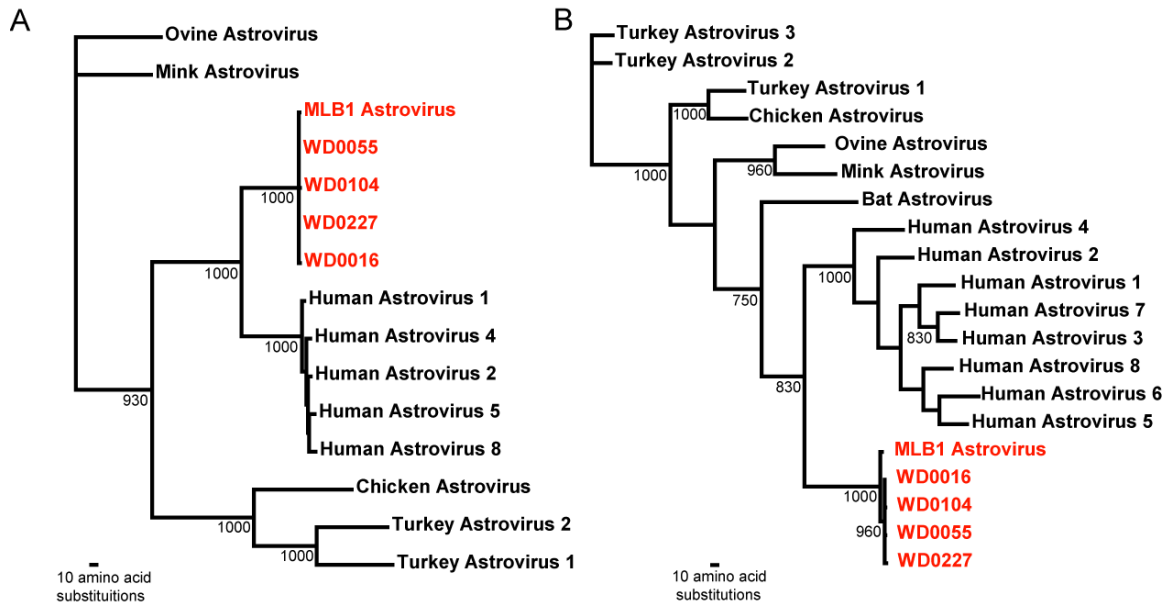 A
Ovine Astrovirus
Mink Astrovirus
MLB1 Astrovirus
WD0055
WD0104
WD0227
1000
WD0016
1000
Human Astrovirus 1
Human Astrovirus 4
1000
Human Astrovirus 2
930
Human Astrovirus 5
Human Astrovirus 8
Chicken Astrovirus
1000
Turkey Astrovirus 2
1000
Turkey Astrovirus 1
10 amino acid
substituitions
B
Turkey Astrovirus 3
Turkey Astrovirus 2
Turkey Astrovirus 1
1000
Chicken Astrovirus
Ovine Astrovirus
960
1000
Mink Astrovirus
Bat Astrovirus
Human Astrovirus 4
Human Astrovirus 2
1000
Human Astrovirus 1
750
Human Astrovirus 7
830
Human Astrovirus 3
Human Astrovirus 8
830
Human Astrovirus 6
Human Astrovirus 5
MLB1 Astrovirus
WD0016
1000
WD0104
960
WD0055
WD0227
10 amino acid
substitutions